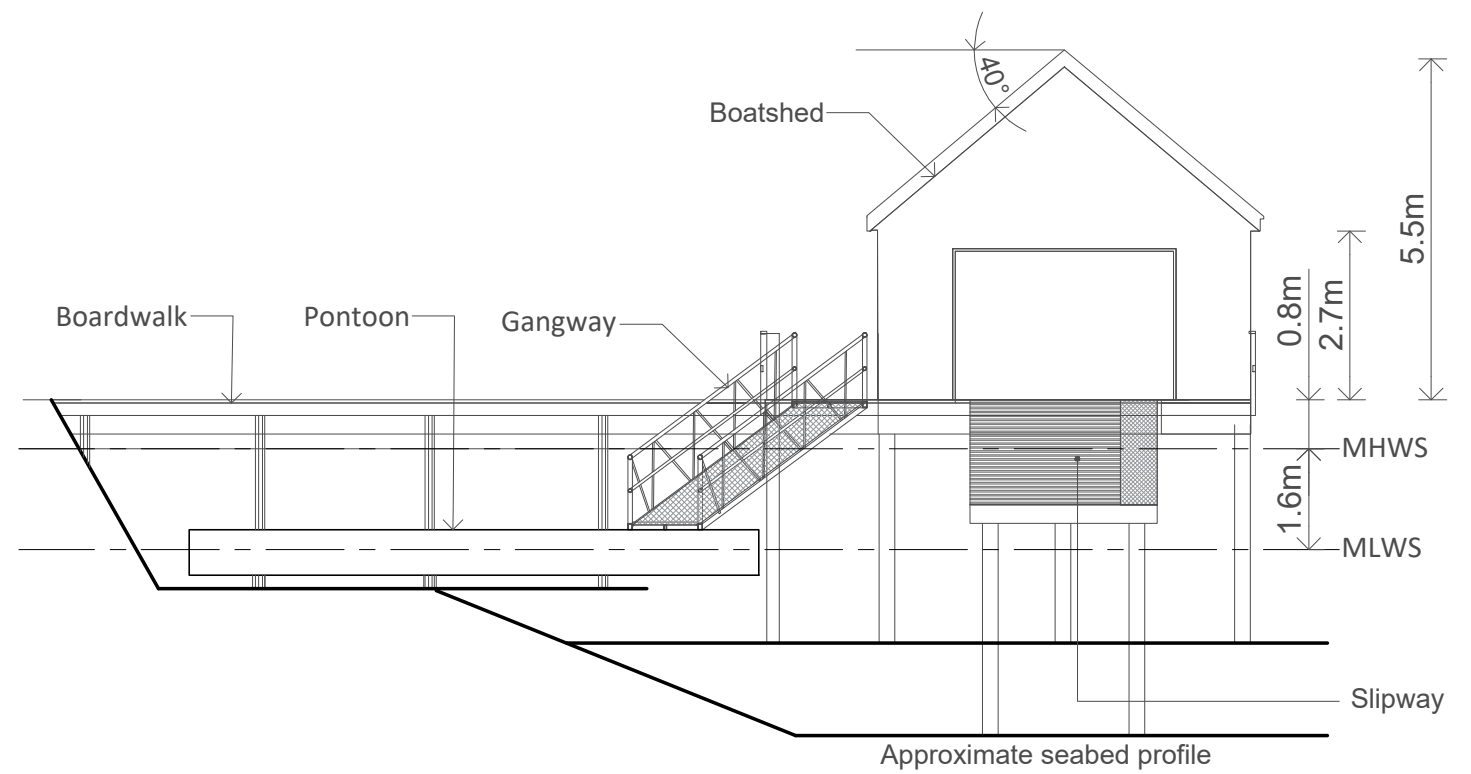 40°
Boatshed
5.5m
Boardwalk
Pontoon
Gangway
0.8m
2.7m
MHWS
1.6m
MLWS
Slipway
Approximate seabed profile